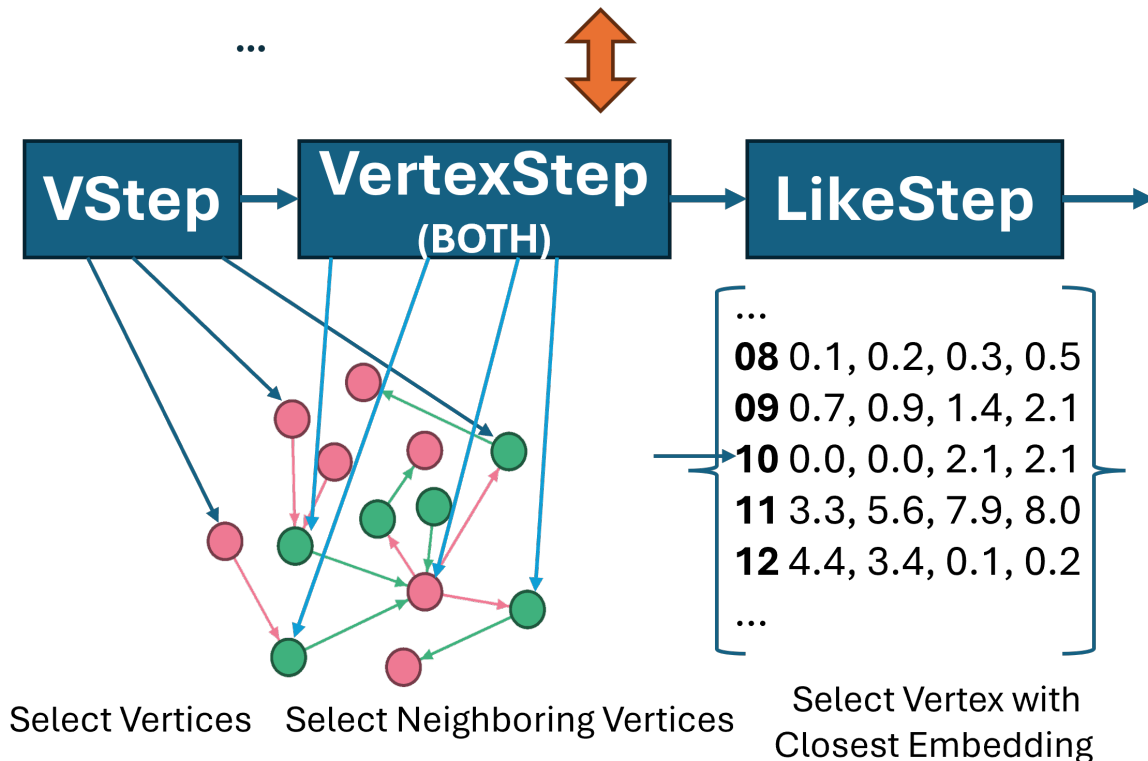 ...
VStep
VertexStep
(BOTH)
LikeStep
...
08 0.1, 0.2, 0.3, 0.5
09 0.7, 0.9, 1.4, 2.1
10 0.0, 0.0, 2.1, 2.1
11 3.3, 5.6, 7.9, 8.0
12 4.4, 3.4, 0.1, 0.2
...
Select Vertices
Select Neighboring Vertices
Select Vertex with
Closest Embedding